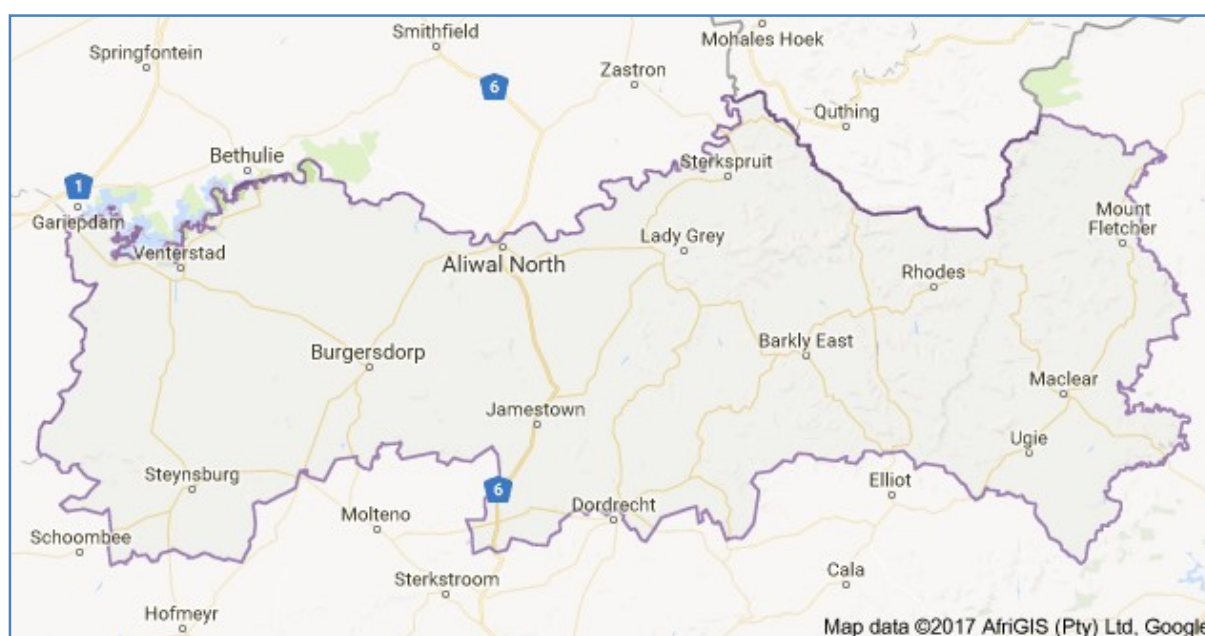 Smithfield
Mohales Hoek
Springfontein
Zastron
6
Quthing
Bethulie
Sterkspruit
1
Gariepdam
Mount
Fletcher
Venterstad
Aliwal North
Lady Grey
Rhodes
Burgersdorp
Barkly East
Maclear
Jamestown
Ugie
Steynsburg
6
Elliot
Dordrecht
Molteno
Schoombee
Sterkstroom
Cala
Hofmeyr
Map data ©2017 AfriGIS (Pty) Ltd, Google